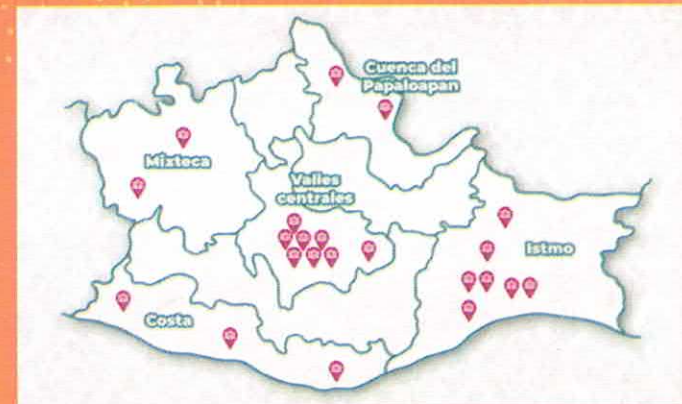 Cuenca del
Papaloapan
Mixteca
Valles
centrales
Istmo
Costa